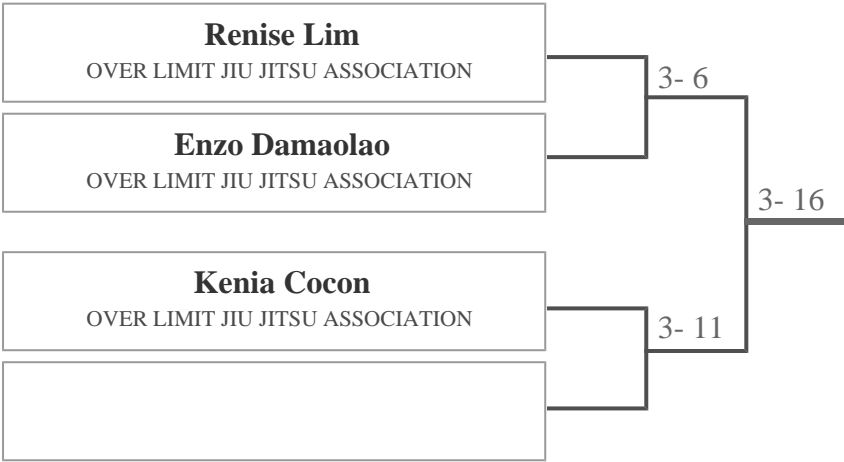 Renise Lim
OVER LIMIT JIU JITSU ASSOCIATION
3- 6
Enzo Damaolao
OVER LIMIT JIU JITSU ASSOCIATION
3- 16
Kenia Cocon
OVER LIMIT JIU JITSU ASSOCIATION
3- 11